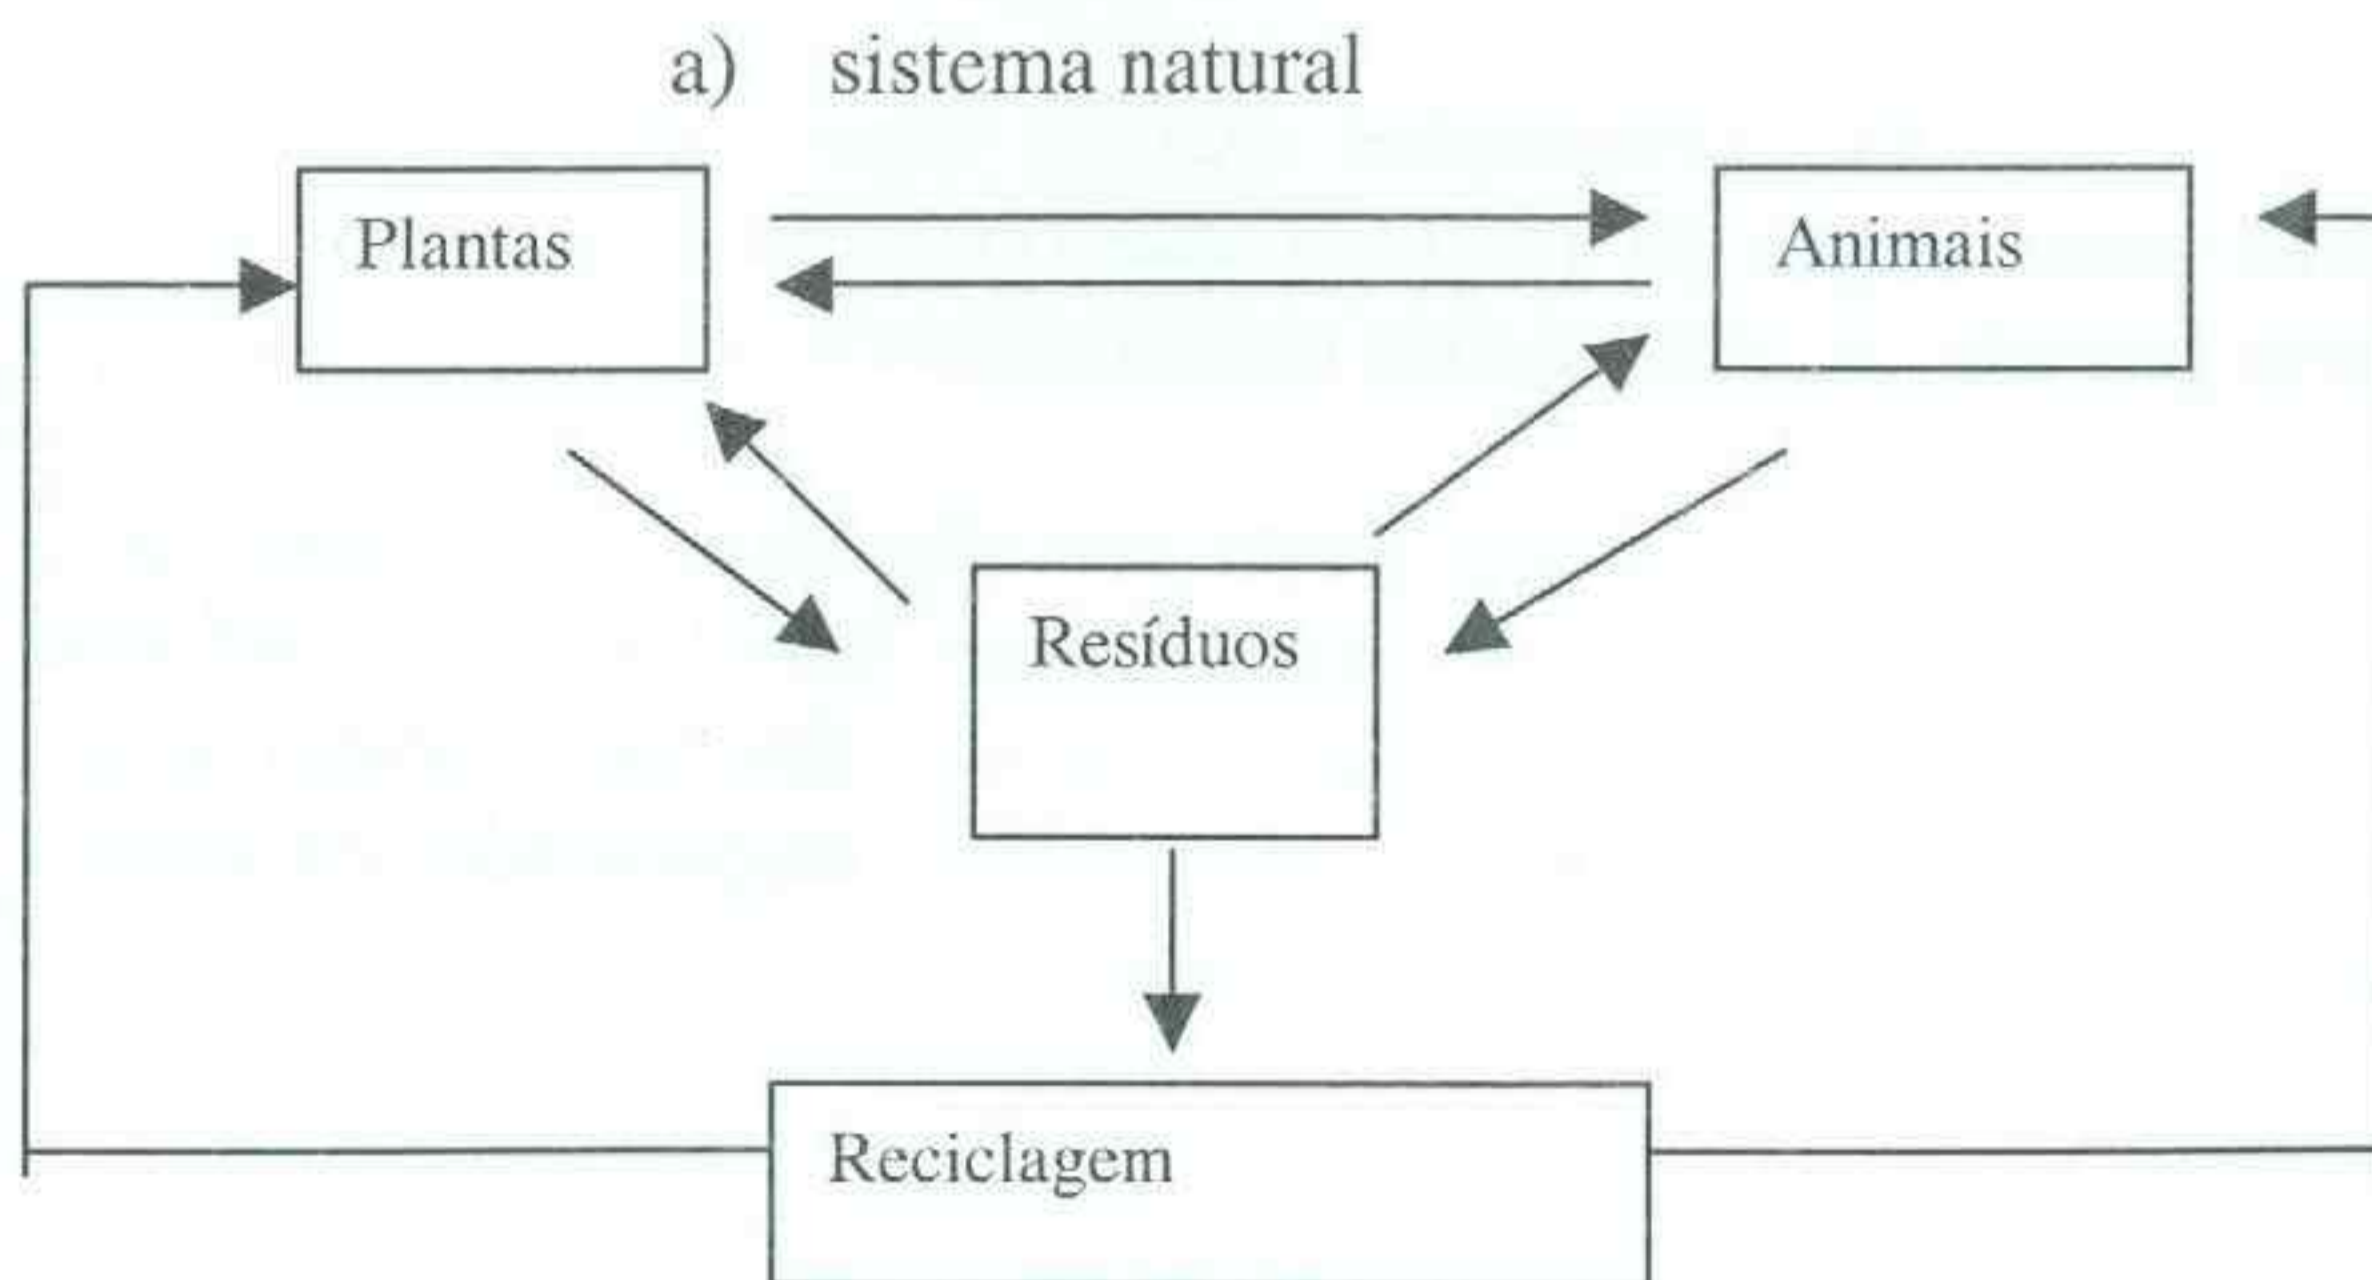 a) sistema natural
Plantas
Animais
Resíduos
Reciclagem